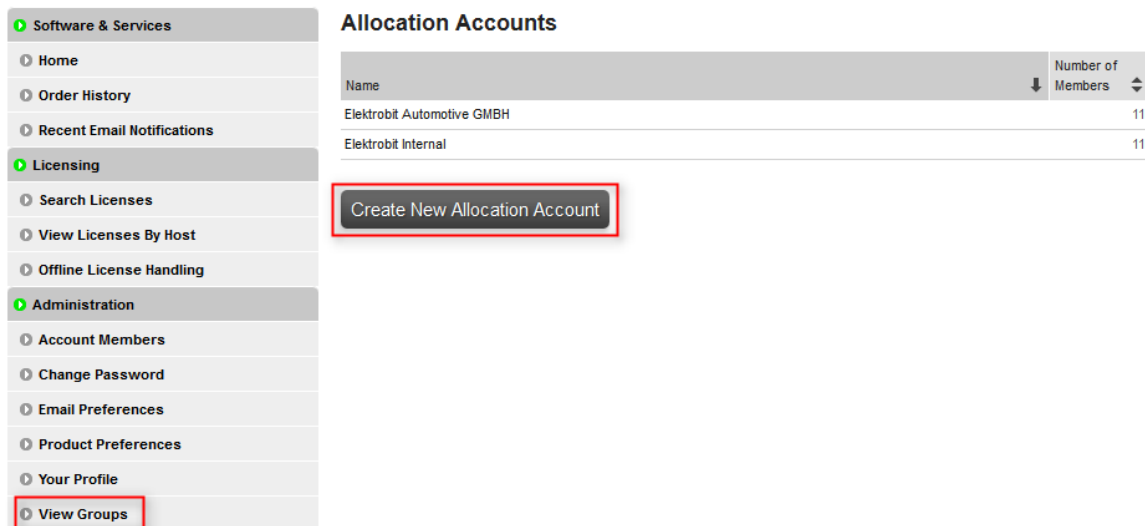 Software & Services
Home
Order History
Recent Email Notifications
Licensing
Search Licenses
View Licenses By Host
Offline License Handling
Administration
Account Members
Change Password
Email Preferences
Product Preferences
Your Profile
View Groups
Allocation Accounts
Name
Number of
Members
Elektrobit Automotive GMBH 11
Elektrobit Internal 11
Create New Allocation Account